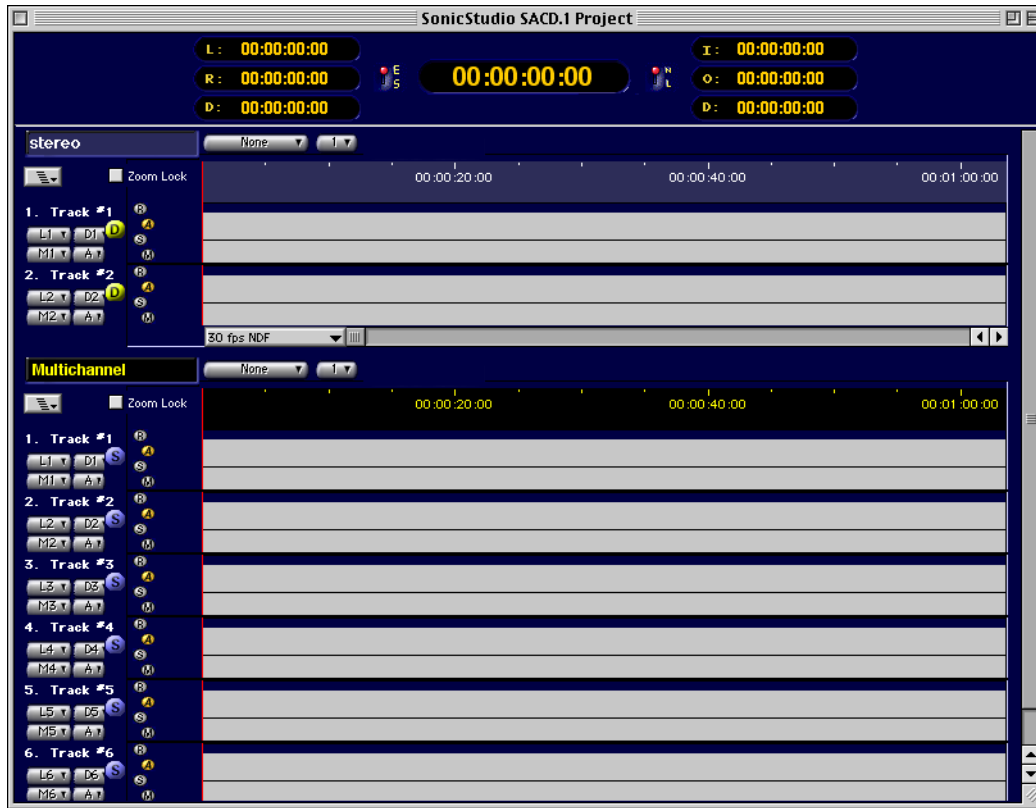 SonicStudio SACD.1 Project
L: 00:00:00:00
R: 00:00:00:00
D: 00:00:00:00
E
S
00:00:00:00
N
L
I: 00:00:00:00
O: 00:00:00:00
D: 00:00:00:00
stereo None 1
Zoom Lock 00:00:20:00 00:00:40:00 00:01:00:00
1. Track #1 R
A
L1 D1 D
S
M1 A M
2. Track #2 R
A
L2 D2 D
S
M2 A M
30 fps NDF
Multichannel None 1
Zoom Lock 00:00:20:00 00:00:40:00 00:01:00:00
1. Track #1 R
A
L1 D1 S
S
M1 A M
2. Track #2 R
A
L2 D2 S
S
M2 A M
3. Track #3 R
A
L3 D3 S
S
M3 A M
4. Track #4 R
A
L4 D4 S
S
M4 A M
5. Track #5 R
A
L5 D5 S
S
M5 A M
6. Track #6 R
A
L6 D6 S
S
M6 A M